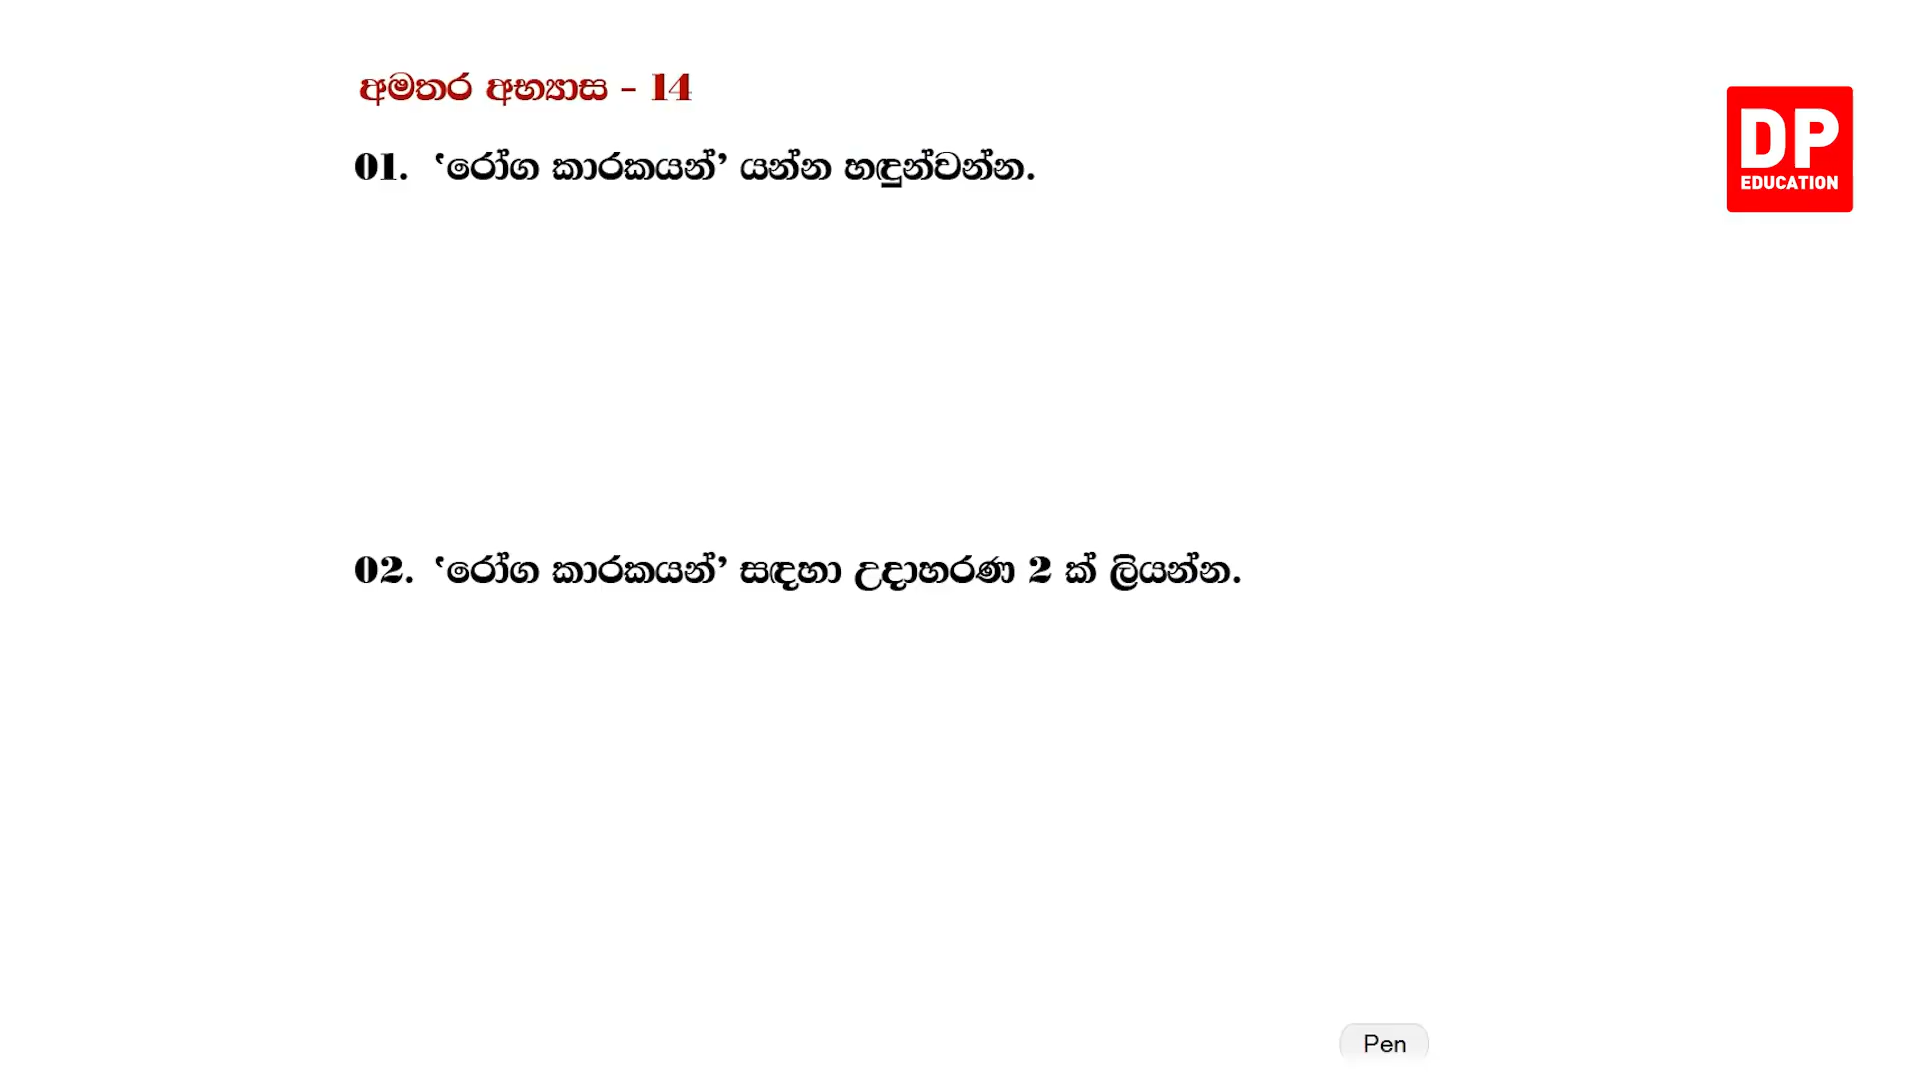 අමතර අභ්‍යාස - 14
01. ‘රෝග කාරකයන්’ යන්න හඳුන්වන්න.
DP
EDUCATION
02. ‘රෝග කාරකයන්’ සඳහා උදාහරණ 2 ක් ලියන්න.
Pen